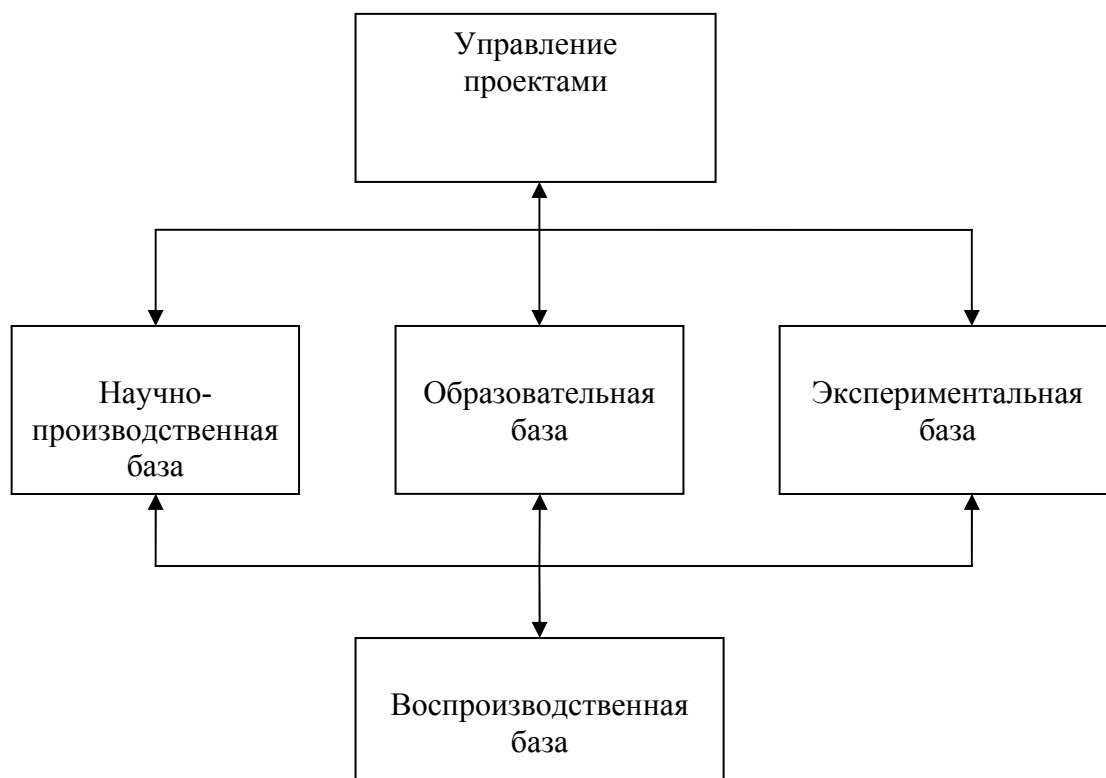 Управление
проектами
Научно-
производственная
база
Образовательная
база
Экспериментальная
база
Воспроизводственная
база